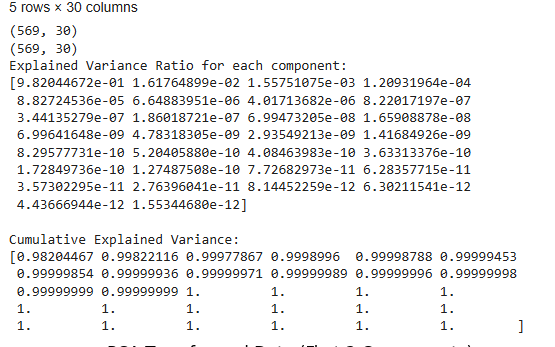 5 rows × 30 columns
(569, 30)
(569, 30)
Explained Variance Ratio for each component:
[9.82044672e-01 1.61764899e-02 1.55751075e-03 1.20931964e-04
8.82724536e-05 6.64883951e-06 4.01713682e-06 8.22017197e-07
3.44135279e-07 1.86018721e-07 6.99473205e-08 1.65908878e-08
6.99641648e-09 4.78318305e-09 2.93549213e-09 1.41684926e-09
8.29577731e-10 5.20405880e-10 4.08463983e-10 3.63313376e-10
1.72849736e-10 1.27487508e-10 7.72682973e-11 6.28357715e-11
3.57302295e-11 2.76396041e-11 8.14452259e-12 6.30211541e-12
4.43666944e-12 1.55344680e-12]
Cumulative Explained Variance:
[0.98204467 0.99822116 0.99977867 0.9998996 0.99998788 0.99999453
0.99999854 0.99999936 0.99999971 0.99999989 0.99999996 0.99999998
0.99999999 0.99999999 1. 1. 1. 1.
1. 1. 1. 1. 1. 1.
1. 1. 1. 1. 1. 1. ]